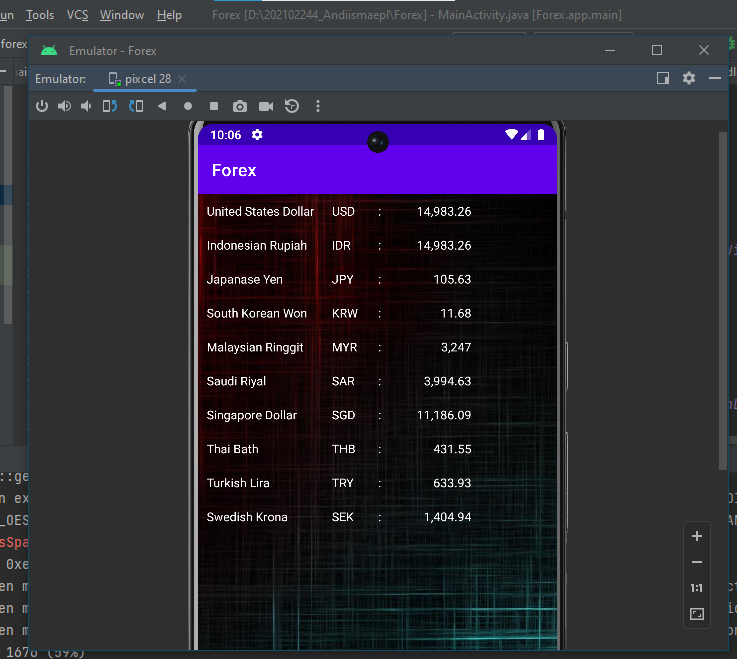 un Tools VCS Window Help Forex [D:\202102244_Andiismaepl\Forex] - MainActivity.java [Forex.app.main]
forex
Emulator - Forex
Emulator: pixcel 28
10:06
Forex
United States Dollar USD : 14,983.26
Indonesian Rupiah IDR : 14,983.26
Japanase Yen JPY : 105.63
South Korean Won KRW : 11.68
Malaysian Ringgit MYR : 3,247
Saudi Riyal SAR : 3,994.63
Singapore Dollar SGD : 11,186.09
Thai Bath THB : 431.55
Turkish Lira TRY : 633.93
Swedish Krona SEK : 1,404.94
::ge
n ex
_OES
sSpa
0xe
en m
en m
en m
1676 (59%)
1:1